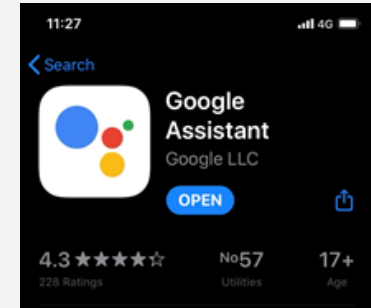 11:27 4G
Search
Google
Assistant
Google LLC
OPEN
4.3 No57 17+
228 Ratings Utilities Age